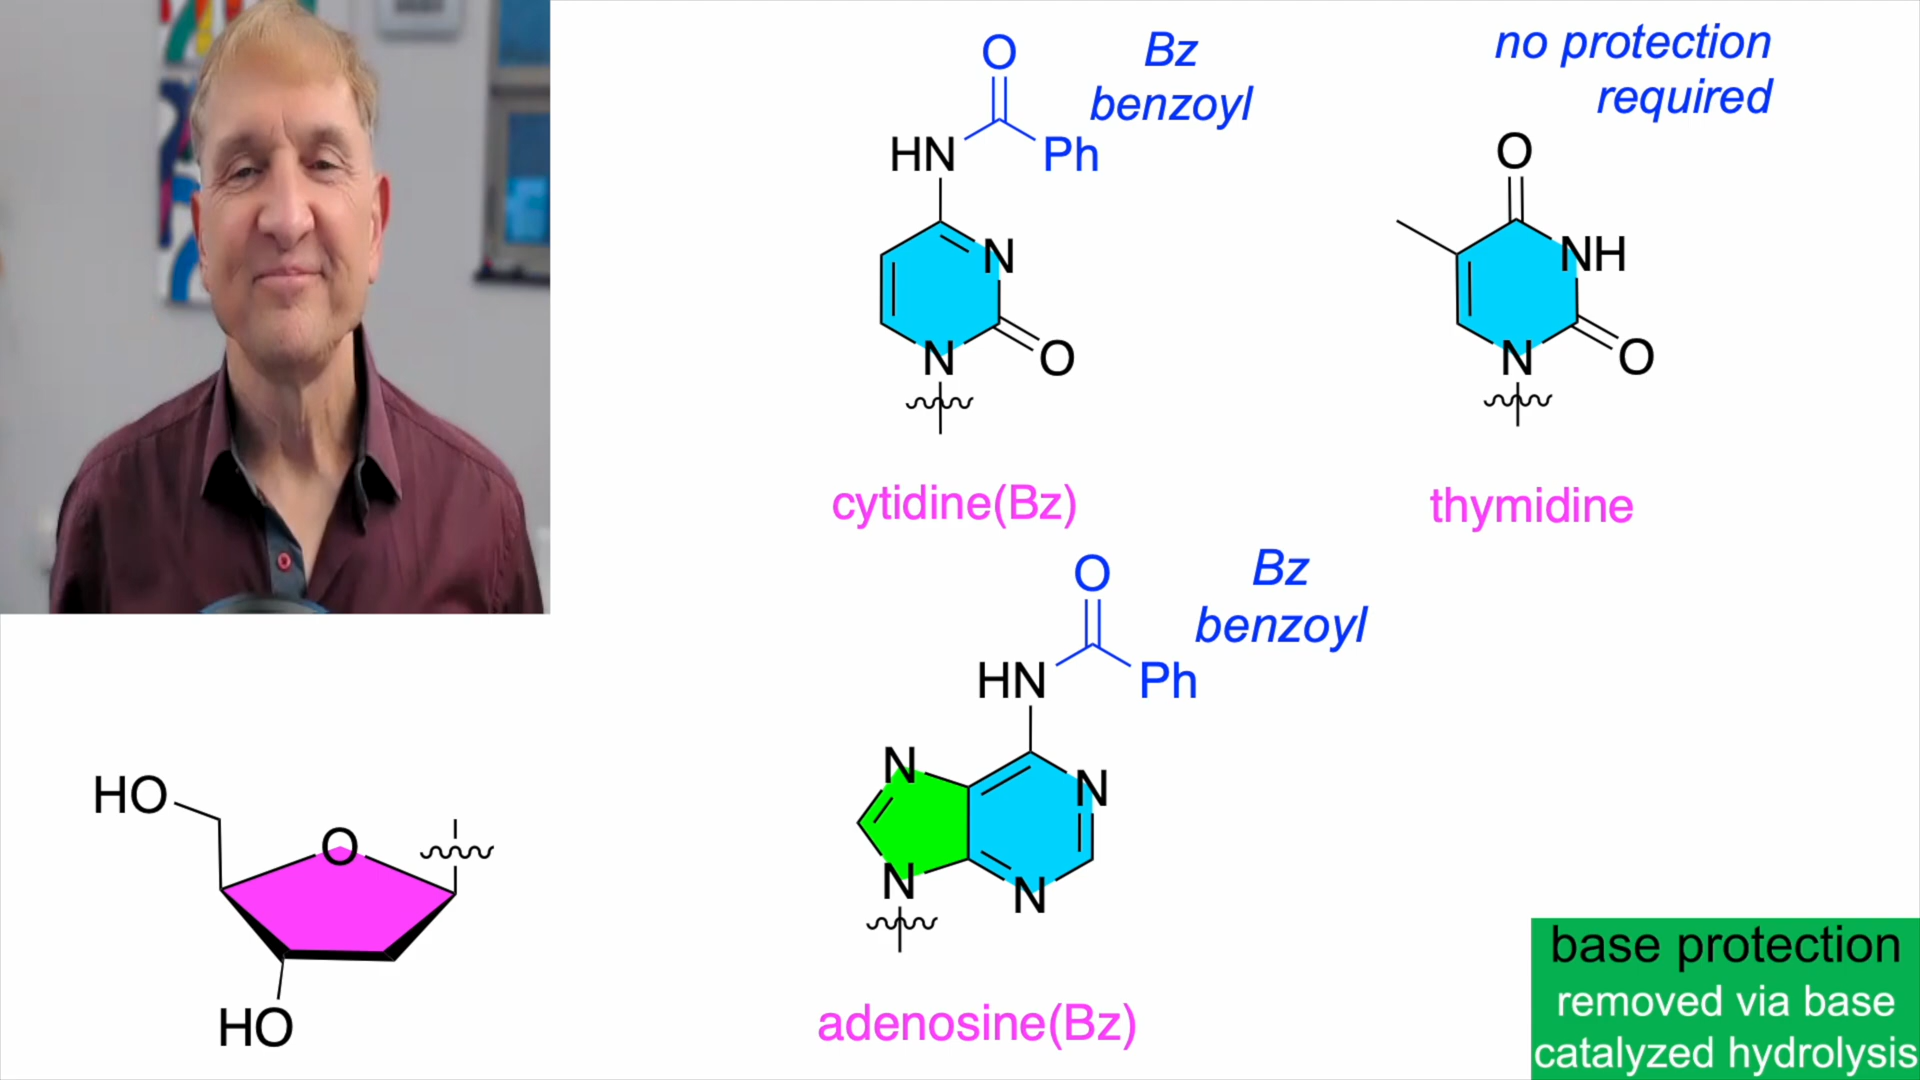 O
Bz
benzoyl
HN
Ph
N
N
O
cytidine(Bz)
no protection
required
O
NH
N
O
thymidine
O
Bz
benzoyl
HN
Ph
N
N
N
N
adenosine(Bz)
HO
O
HO
base protection
removed via base
catalyzed hydrolysis